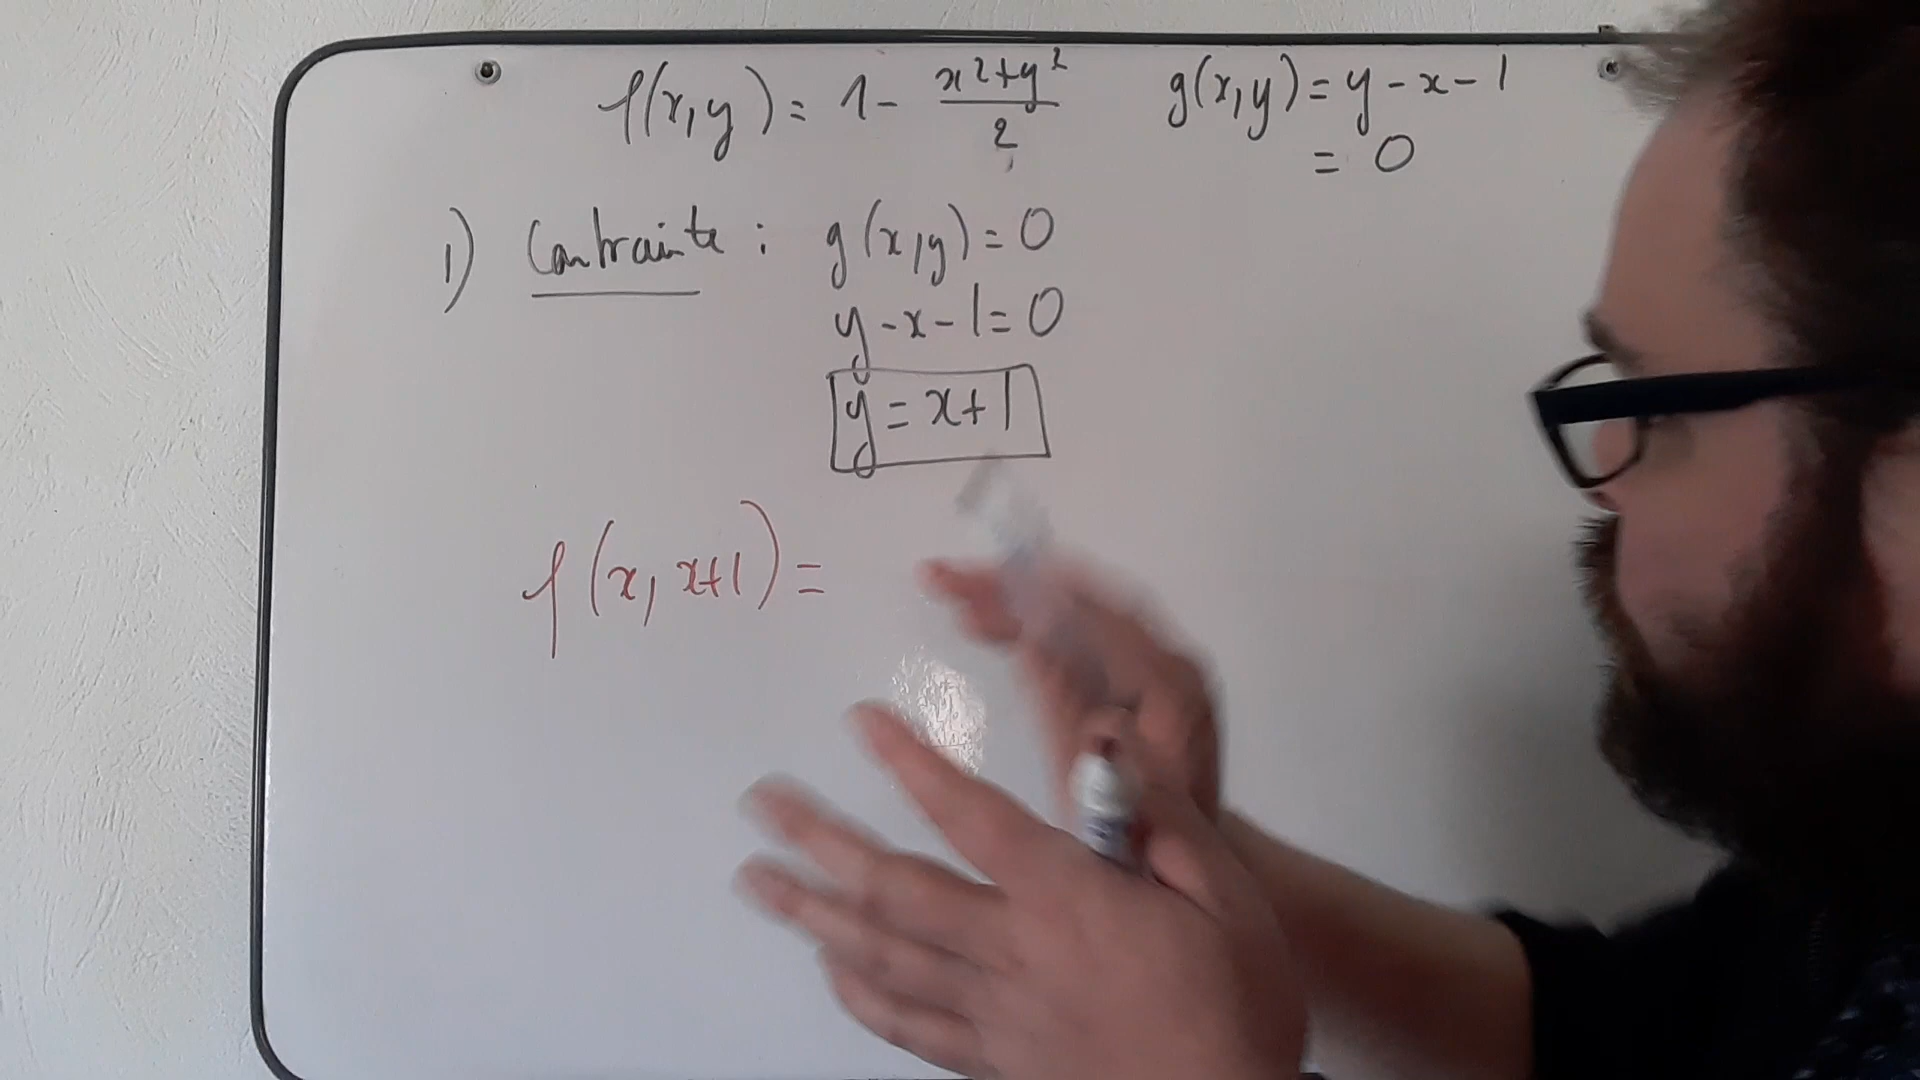 f(x,y) = 1 - (x²+y²)/2 g(x,y) = y - x - 1
= 0
1) Contrainte : g(x,y) = 0
y - x - 1 = 0
y = x+1
f(x, x+1) =